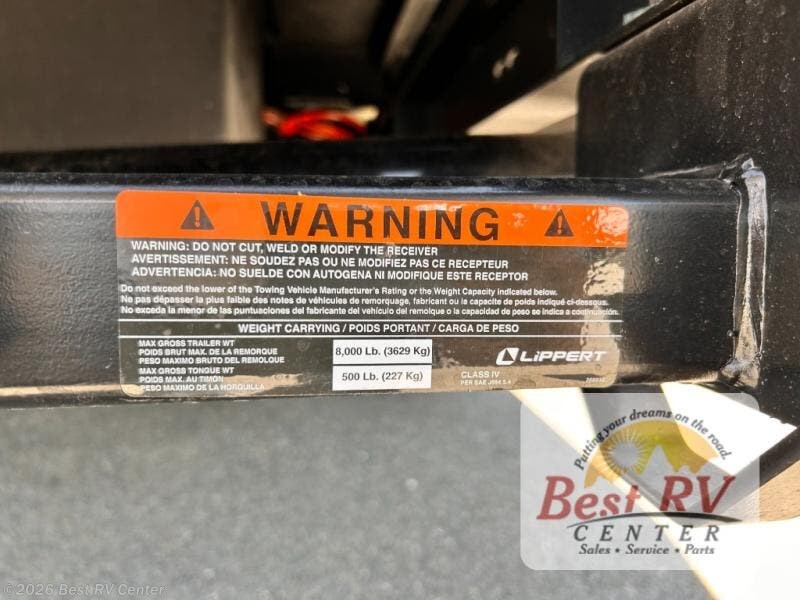 WARNING
WARNING: DO NOT CUT, WELD OR MODIFY THE RECEIVER
AVERTISSEMENT: NE SOUDEZ PAS OU NE MODIFIEZ PAS CE RECEPTEUR
ADVERTENCIA: NO SUELDE CON AUTOGENA NI MODIFIQUE ESTE RECEPTOR
Do not exceed the lower of the Towing Vehicle Manufacturer's Rating or the Weight Capacity indicated below.
Ne pas dépasser la plus faible des notes de véhicules de remorquage, fabricant ou la capacite de poids indiqué ci-dessous.
No exceda la menor de las puntuaciones del fabricante del vehículo del remolque o la capacidad de peso se indica a continuación.
WEIGHT CARRYING / POIDS PORTANT / CARGA DE PESO
MAX GROSS TRAILER WT
POIDS BRUT MAX. DE LA REMORQUE
PESO MAXIMO BRUTO DEL REMOLQUE
8,000 Lb. (3629 Kg)
MAX GROSS TONGUE WT
POIDS MAX. AU TIMON
PESO MAXIMO DE LA HORQUILLA
500 Lb. (227 Kg)
LIPPERT
CLASS IV
PER SAE J684 5.4
Putting your dreams on the road.
Best RV
CENTER
Sales • Service • Parts
©2026 Best RV Center